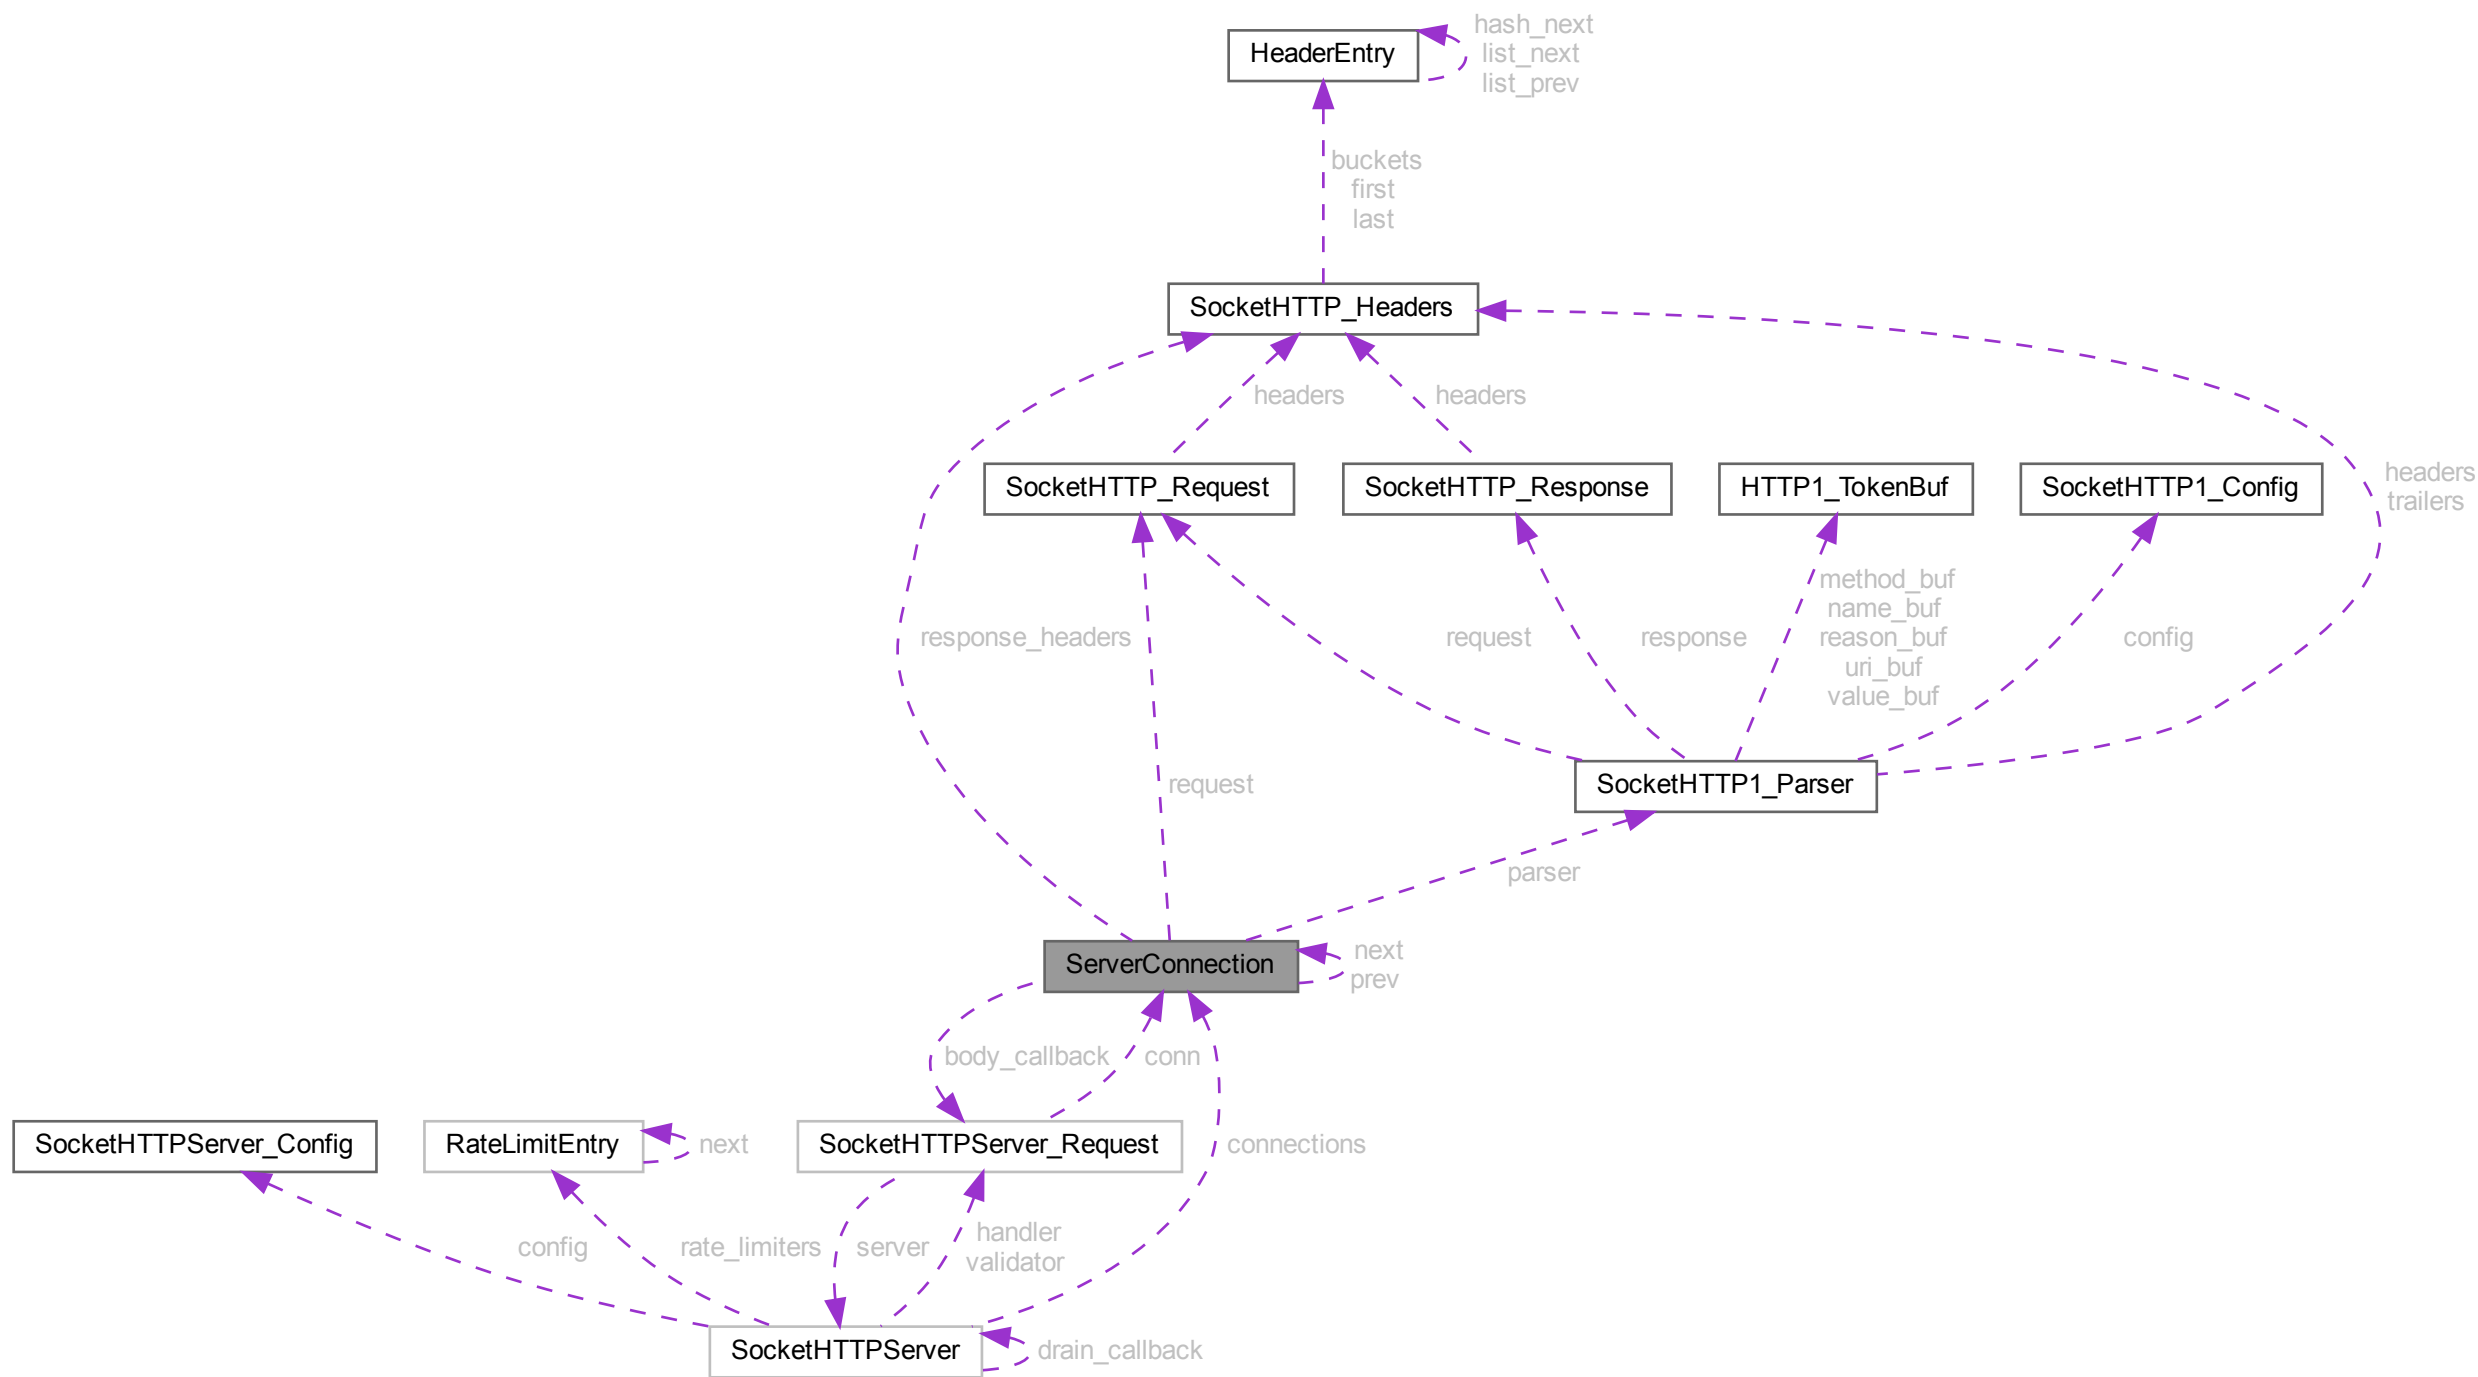 hash_next
HeaderEntry
list_next
list_prev
buckets
first
last
SocketHTTP_Headers
headers
headers
SocketHTTP_Request
SocketHTTP_Response
HTTP1_TokenBuf
SocketHTTP1_Config
headers
trailers
method_buf
name_buf
response_headers
request
response
reason_buf
config
uri_buf
value_buf
request
SocketHTTP1_Parser
parser
ServerConnection
next
prev
body_callback
conn
SocketHTTPServer_Config
RateLimitEntry
next
SocketHTTPServer_Request
connections
config
rate_limiters
server
handler
validator
SocketHTTPServer
drain_callback